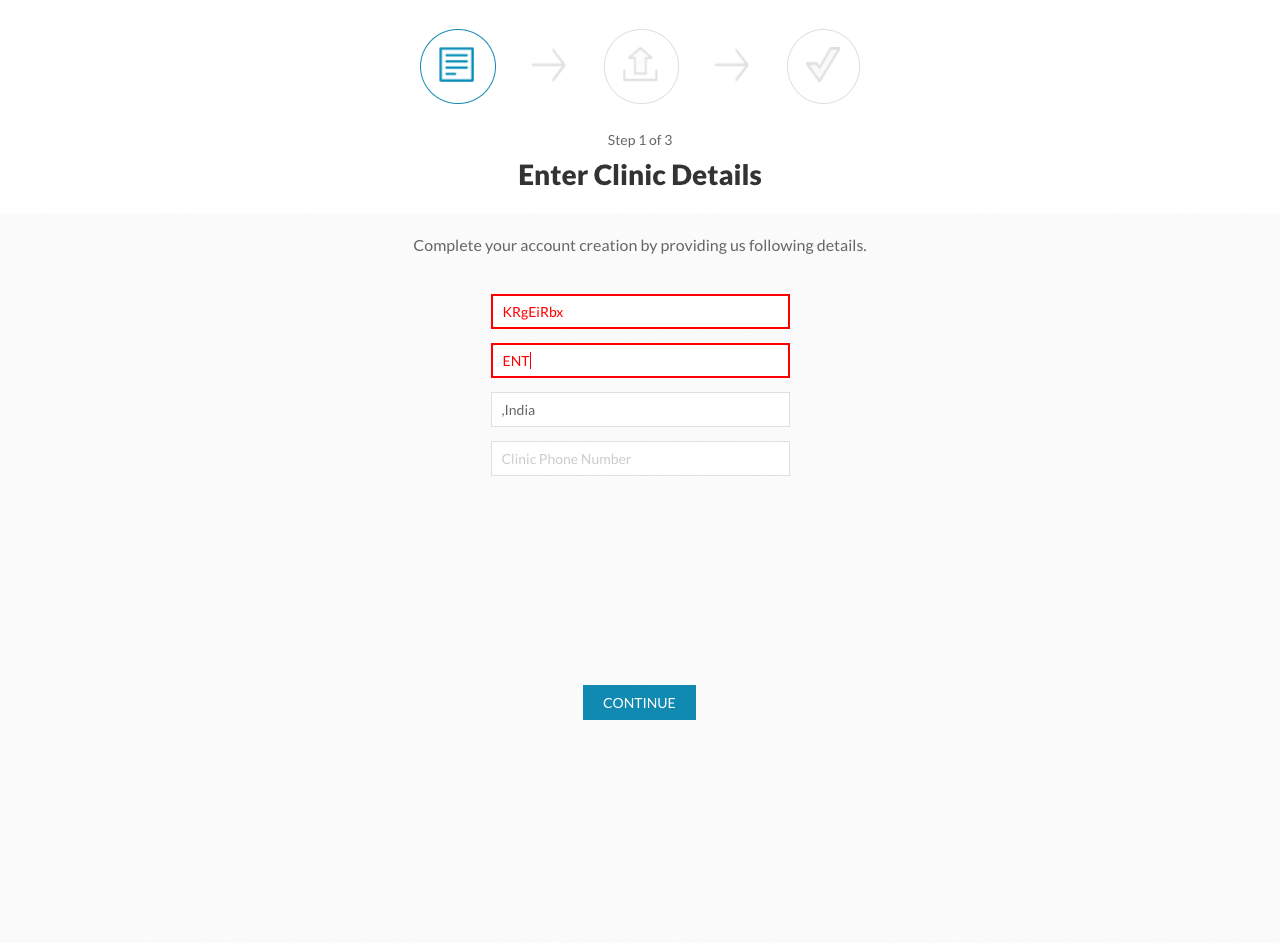 Step 1 of 3
Enter Clinic Details
Complete your account creation by providing us following details.
KRgEiRbx
ENT
,India
Clinic Phone Number
CONTINUE